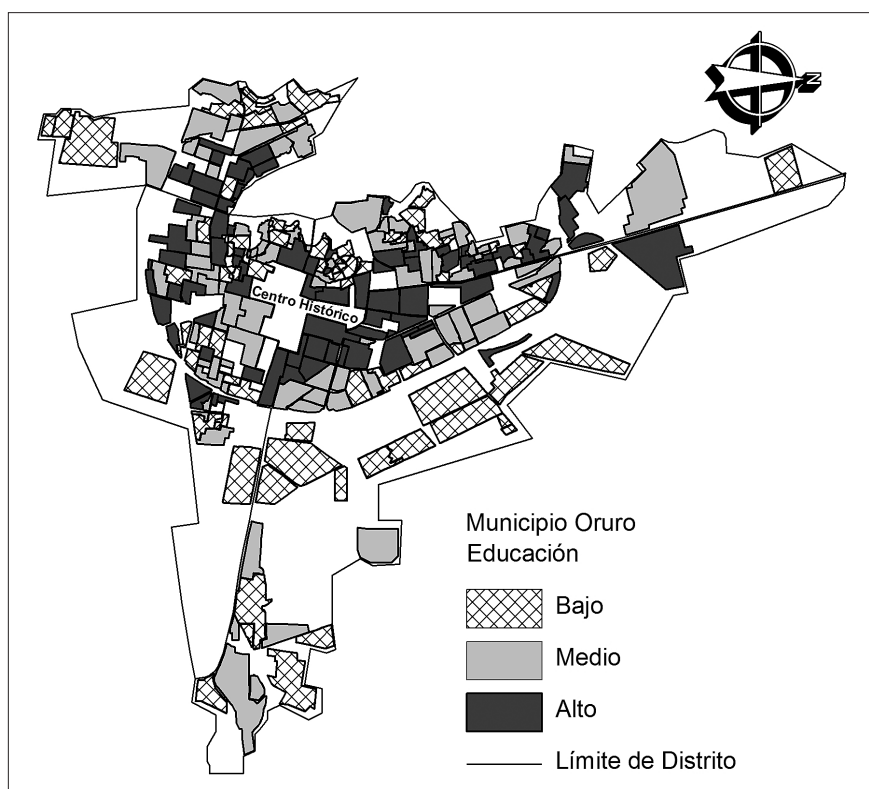 N
Centro Histórico
Municipio Oruro
Educación
Bajo
Medio
Alto
Límite de Distrito